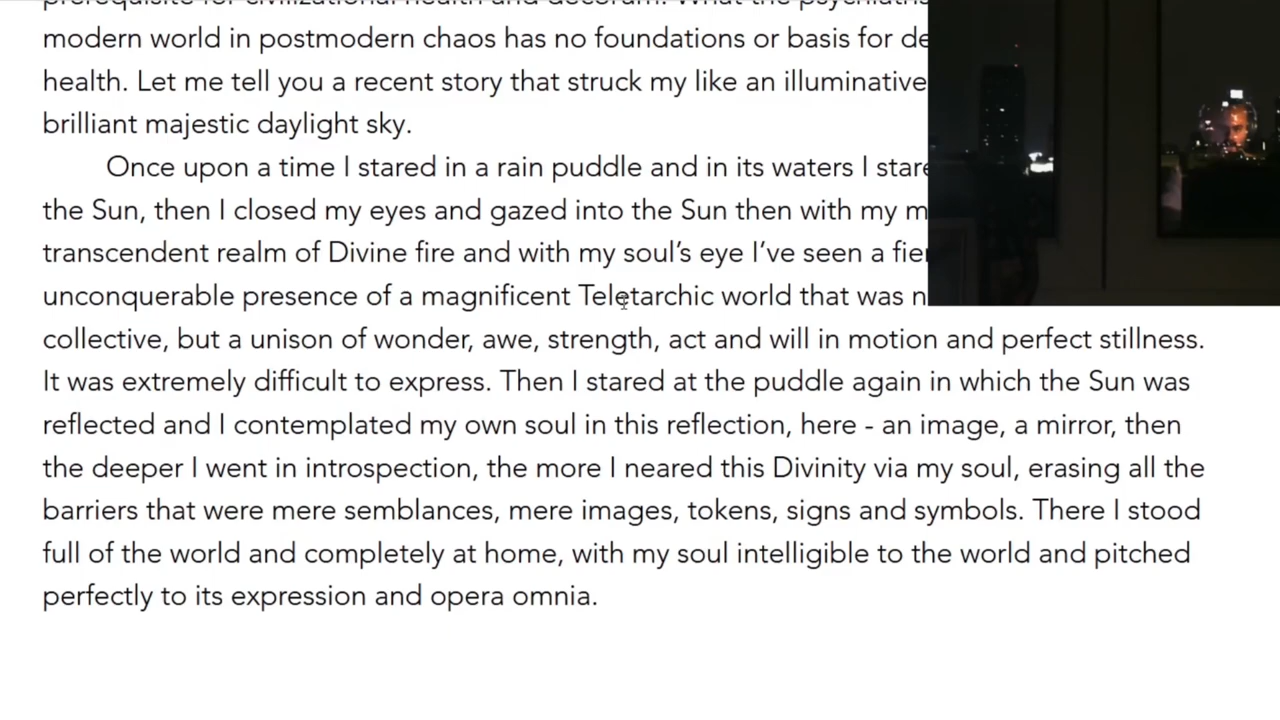 modern world in postmodern chaos has no foundations or basis for
health. Let me tell you a recent story that struck my like an illuminative
brilliant majestic daylight sky.
Once upon a time I stared in a rain puddle and in its waters I
the Sun, then I closed my eyes and gazed into the Sun then with my
transcendent realm of Divine fire and with my soul's eye I've seen a
unconquerable presence of a magnificent Teletarchic world that was
collective, but a unison of wonder, awe, strength, act and will in motion and perfect stillness.
It was extremely difficult to express. Then I stared at the puddle again in which the Sun was
reflected and I contemplated my own soul in this reflection, here - an image, a mirror, then
the deeper I went in introspection, the more I neared this Divinity via my soul, erasing all the
barriers that were mere semblances, mere images, tokens, signs and symbols. There I stood
full of the world and completely at home, with my soul intelligible to the world and pitched
perfectly to its expression and opera omnia.